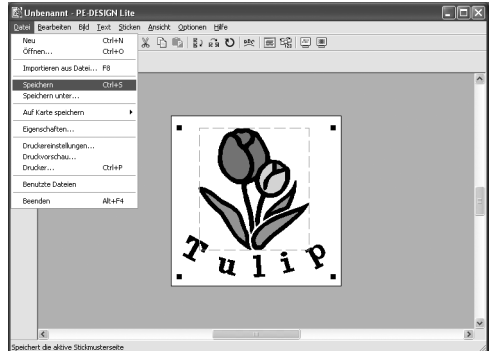 Unbenannt - PE-DESIGN Lite
Datei Bearbeiten Bild Text Sticken Ansicht Optionen Hilfe
Neu Ctrl+N
Öffnen... Ctrl+O
Importieren aus Datei... F8
Speichern Ctrl+S
Speichern unter...
Auf Karte speichern
Eigenschaften...
Druckereinstellungen...
Druckvorschau...
Drucker... Ctrl+P
Benutzte Dateien
Beenden Alt+F4
Tulip
Speichert die aktive Stickmusterseite